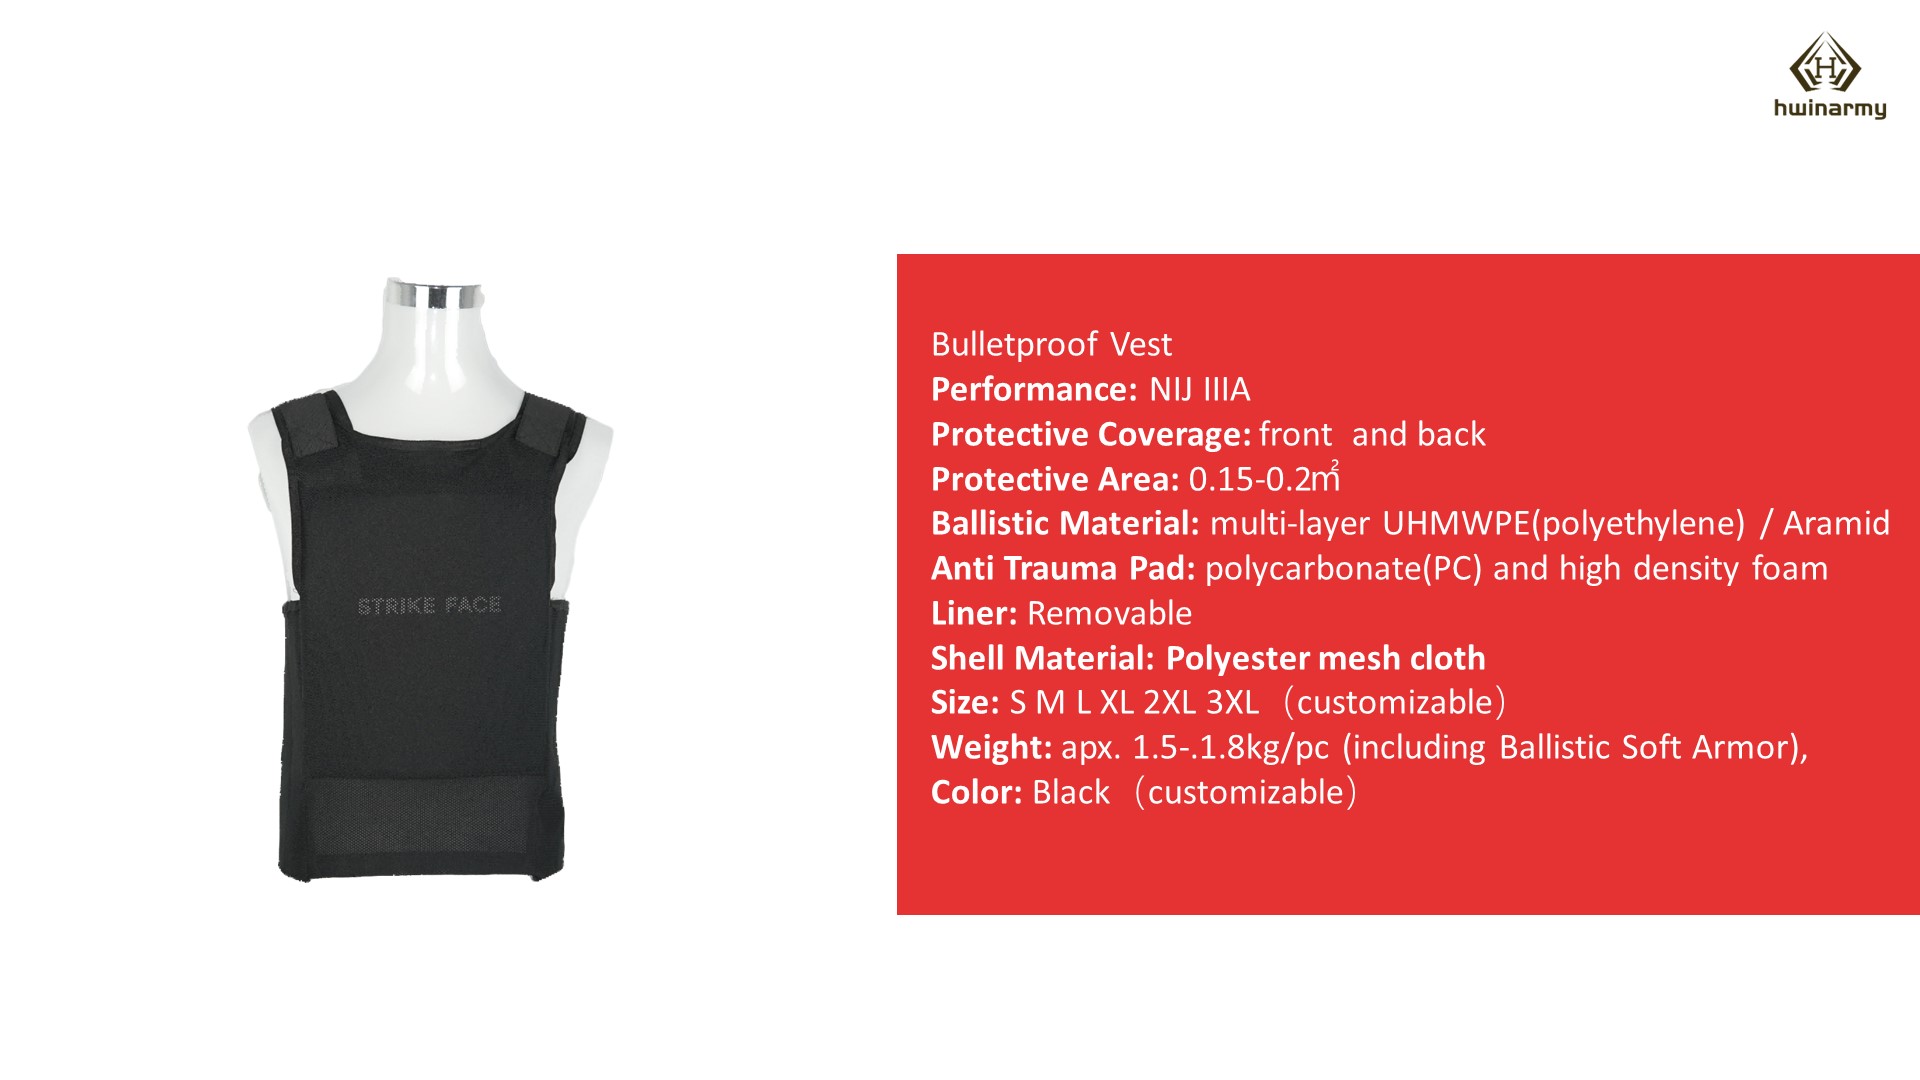 H
hwinarmy
Bulletproof Vest
Performance: NIJ IIIA
Protective Coverage: front and back
Protective Area: 0.15-0.2㎡
Ballistic Material: multi-layer UHMWPE(polyethylene) / Aramid
Anti Trauma Pad: polycarbonate(PC) and high density foam
Liner: Removable
Shell Material: Polyester mesh cloth
Size: S M L XL 2XL 3XL （customizable）
Weight: apx. 1.5-.1.8kg/pc (including Ballistic Soft Armor),
Color: Black （customizable）
STRIKE FACE